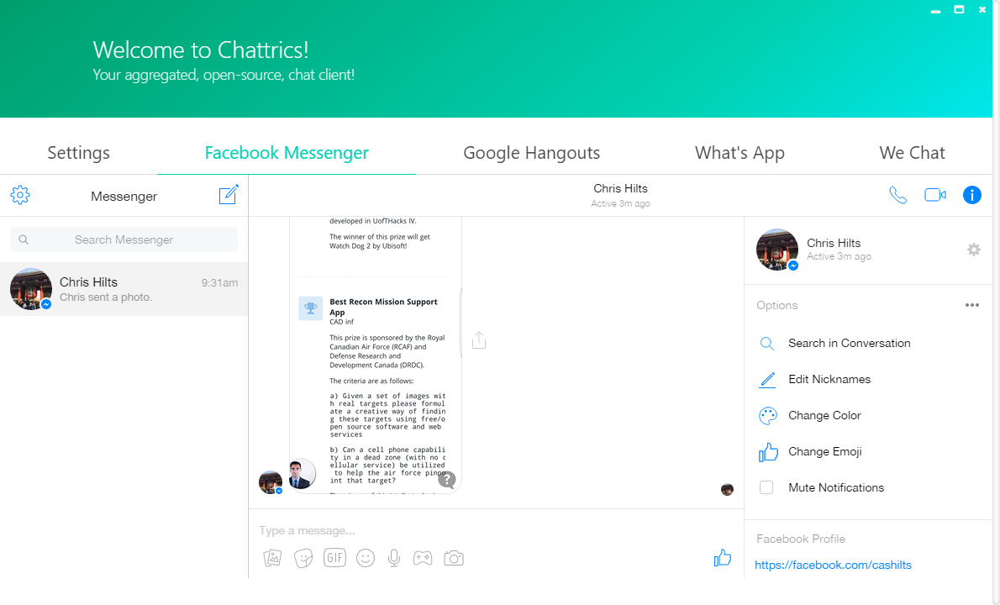 Welcome to Chattrics!
Your aggregated, open-source, chat client!
Settings
Facebook Messenger
Google Hangouts
What's App
We Chat
Messenger
Search Messenger
Chris Hilts
9:31am
Chris sent a photo.
Chris Hilts
Active 3m ago
developed in UofTHacks IV.
The winner of this prize will get
Watch Dog 2 by Ubisoft!
Best Recon Mission Support
App
CAD inf
This prize is sponsored by the Royal
Canadian Air Force (RCAF) and
Defense Research and
Development Canada (DRDC).
The criteria are as follows:
a) Given a set of images wit
h real targets please formul
ate a creative way of findin
g these targets using free/o
pen source software and web
services
b) Can a cell phone capabili
ty in a dead zone (with no c
ellular service) be utilized
to help the air force pinpo
int that target?
?
Type a message...
GIF
Chris Hilts
Active 3m ago
Options
Search in Conversation
Edit Nicknames
Change Color
Change Emoji
Mute Notifications
Facebook Profile
https://facebook.com/cashilts